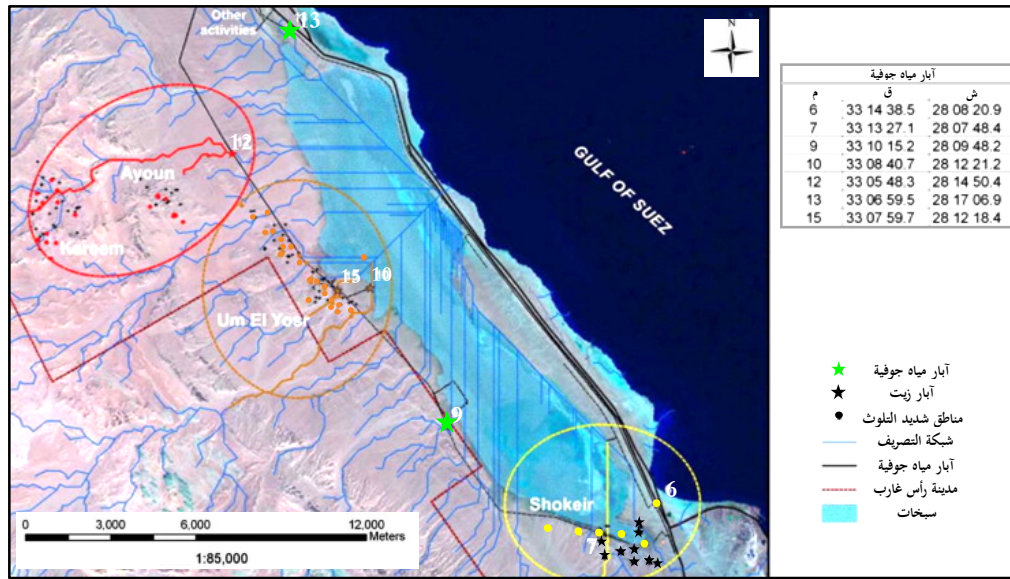 Other
activities
13
N
12
Ayoun
Kareem
GULF OF SUEZ
15
10
Um El Yosr
9
Shokeir
6
7
0 3,000 6,000 12,000
Meters
1:85,000
آبار مياه جوفية
م ق ش
6 33 14 38.5 28 08 20.9
7 33 13 27.1 28 07 48.4
9 33 10 15.2 28 09 48.2
10 33 08 40.7 28 12 21.2
12 33 05 48.3 28 14 50.4
13 33 06 59.5 28 17 06.9
15 33 07 59.7 28 12 18.4
آبار مياه جوفية
آبار زيت
مناطق شديد التلوث
شبكة التصريف
آبار مياه جوفية
مدينة رأس غارب
سبخات